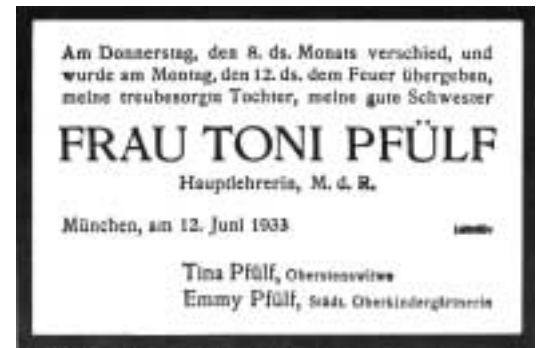 Am Donnerstag, den 8. ds. Monats verschied, und
wurde am Montag, den 12. ds. dem Feuer übergeben,
meine treubesorgte Tochter, meine gute Schwester
FRAU TONI PFÜLF
Hauptlehrerin, M. d. R.
München, am 12. Juni 1933
Tina Pfülf, Oberstenswitwe
Emmy Pfülf, Städt. Oberkindergärtnerin